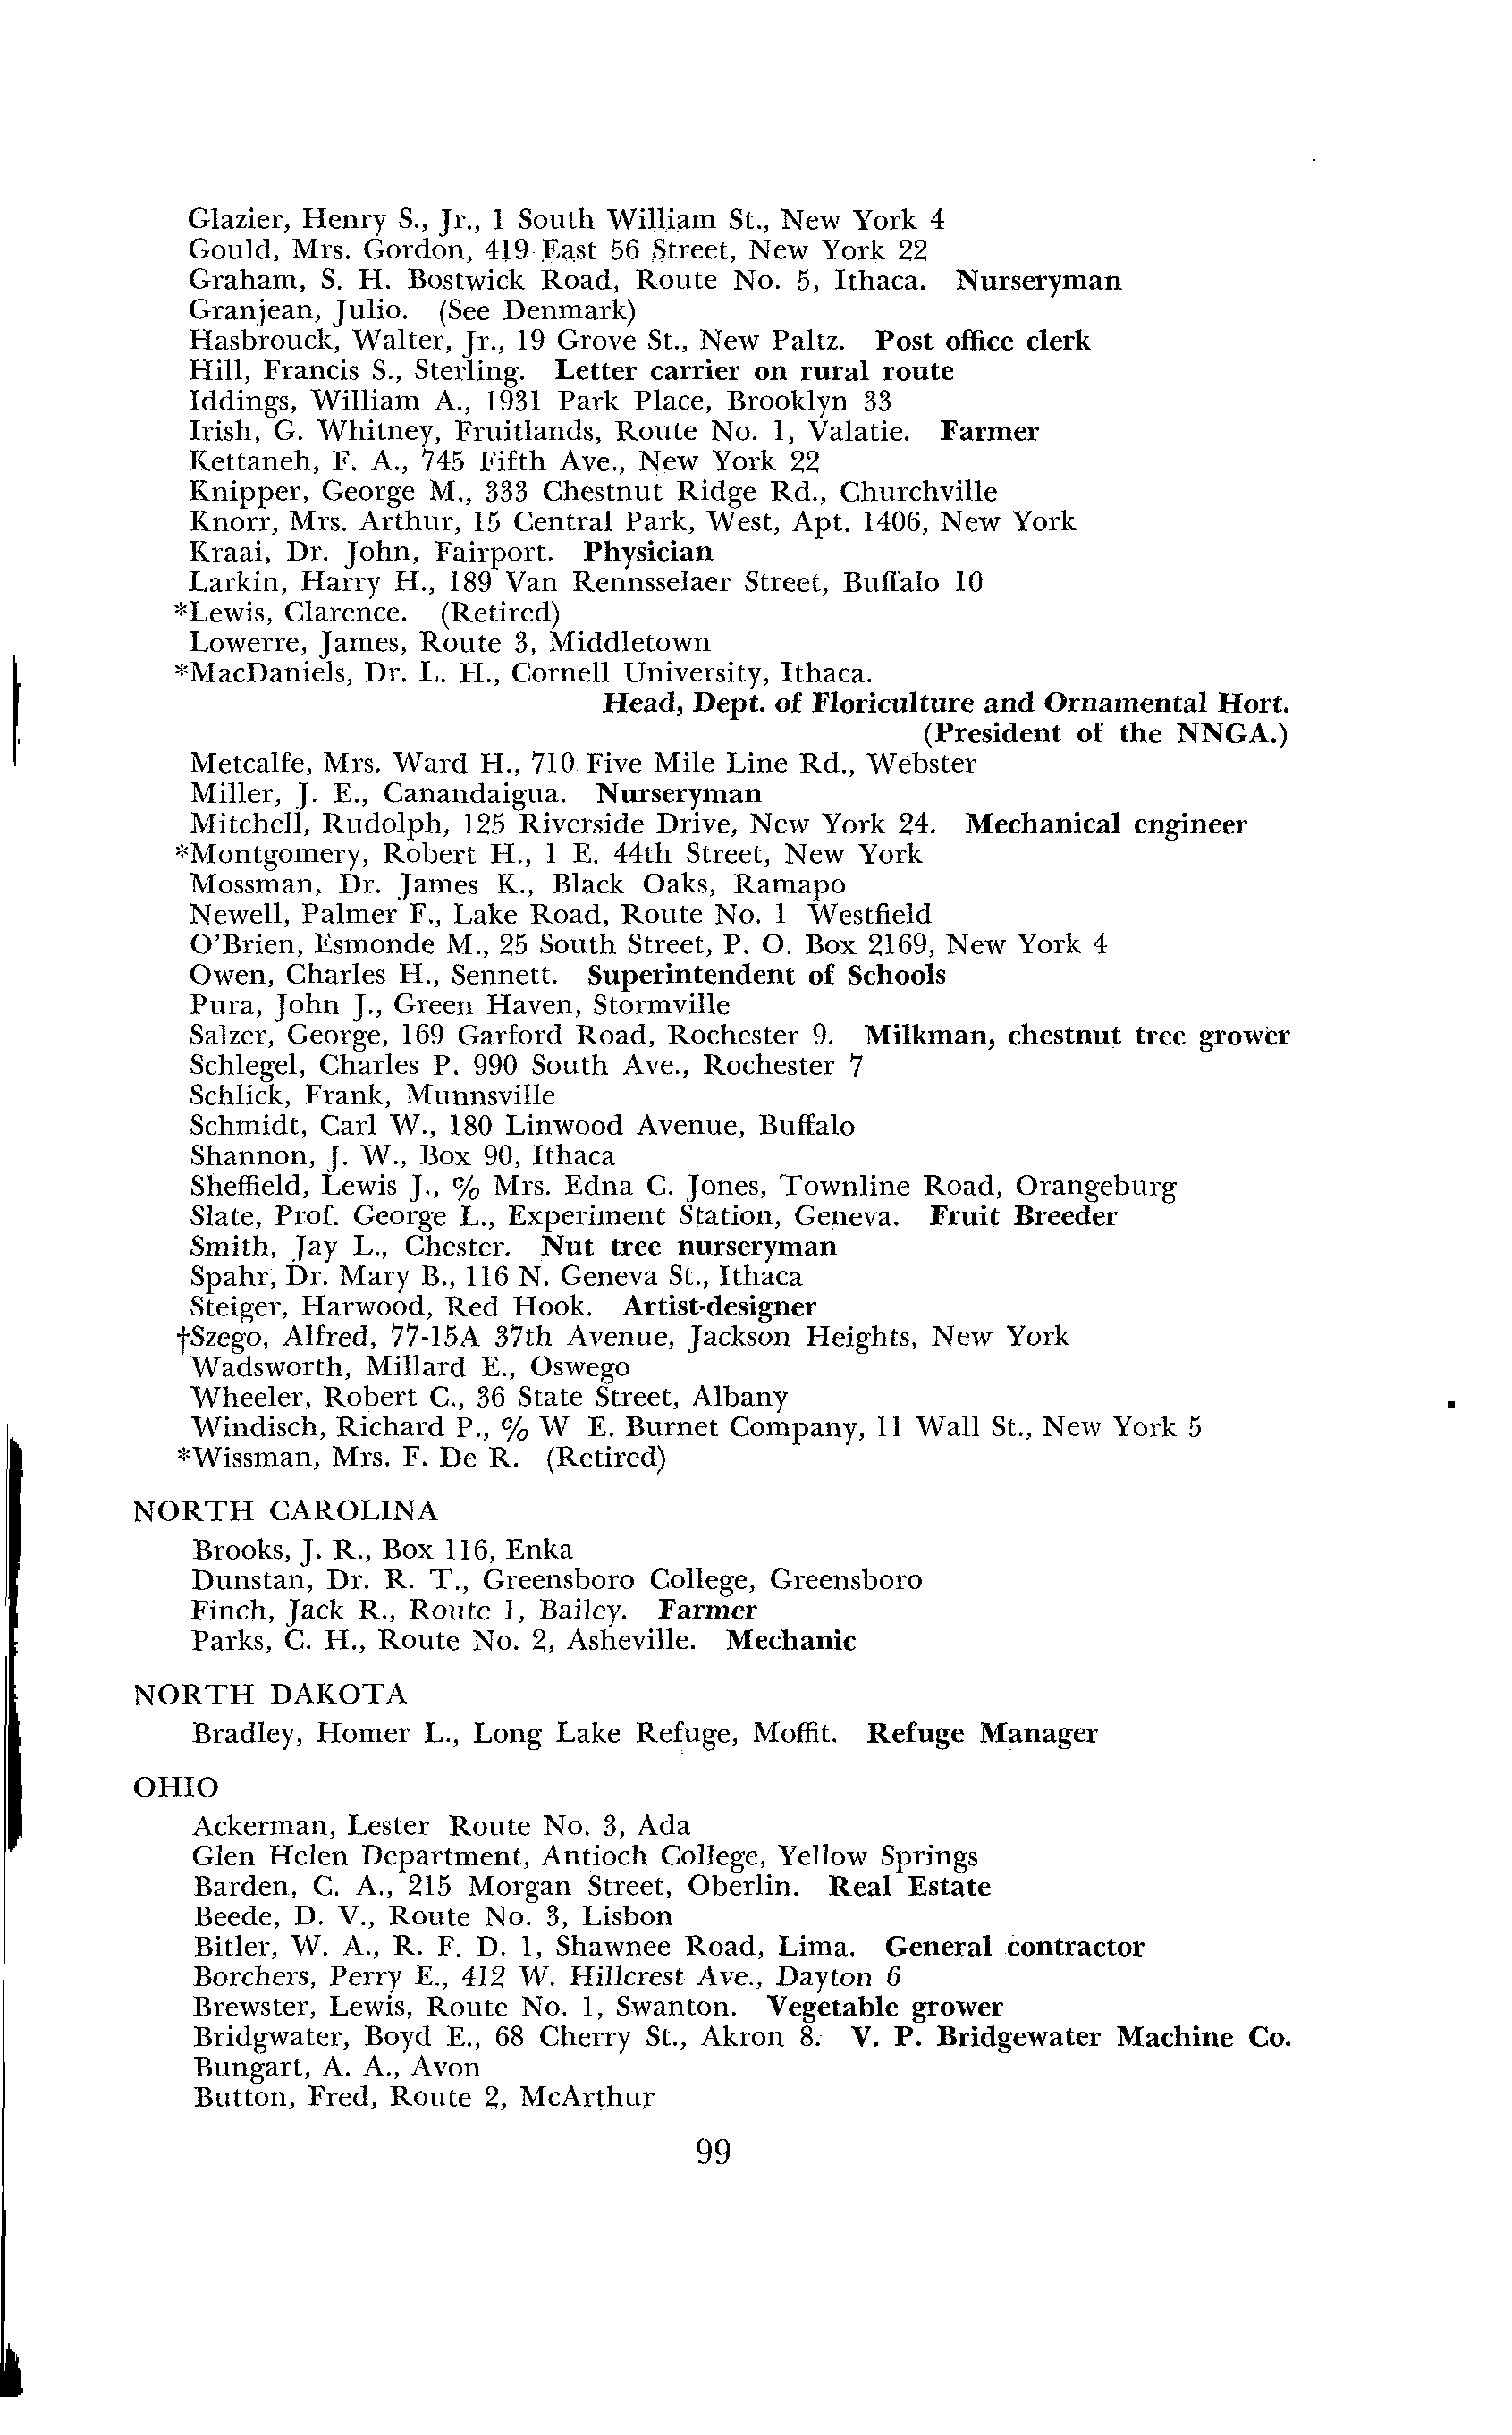 Glazier, Henry S., Jr., 1 South William St., New York 4
Gould, Mrs. Gordon, 419 East 56 Street, New York 22
Graham, S. H. Bostwick Road, Route No. 5, Ithaca. Nurseryman
Granjean, Julio. (See Denmark)
Hasbrouck, Walter, Jr., 19 Grove St., New Paltz. Post office clerk
Hill, Francis S., Sterling. Letter carrier on rural route
Iddings, William A., 1931 Park Place, Brooklyn 33
Irish, G. Whitney, Fruitlands, Route No. 1, Valatie. Farmer
Kettaneh, F. A., 745 Fifth Ave., New York 22
Knipper, George M., 333 Chestnut Ridge Rd., Churchville
Knorr, Mrs. Arthur, 15 Central Park, West, Apt. 1406, New York
Kraai, Dr. John, Fairport. Physician
Larkin, Harry H., 189 Van Rennsselaer Street, Buffalo 10
*Lewis, Clarence. (Retired)
Lowerre, James, Route 3, Middletown
*MacDaniels, Dr. L. H., Cornell University, Ithaca.
Head, Dept. of Floriculture and Ornamental Hort.
(President of the NNGA.)
Metcalfe, Mrs. Ward H., 710 Five Mile Line Rd., Webster
Miller, J. E., Canandaigua. Nurseryman
Mitchell, Rudolph, 125 Riverside Drive, New York 24. Mechanical engineer
*Montgomery, Robert H., 1 E. 44th Street, New York
Mossman, Dr. James K., Black Oaks, Ramapo
Newell, Palmer F., Lake Road, Route No. 1 Westfield
O'Brien, Esmonde M., 25 South Street, P. O. Box 2169, New York 4
Owen, Charles H., Sennett. Superintendent of Schools
Pura, John J., Green Haven, Stormville
Salzer, George, 169 Garford Road, Rochester 9. Milkman, chestnut tree grower
Schlegel, Charles P. 990 South Ave., Rochester 7
Schlick, Frank, Munnsville
Schmidt, Carl W., 180 Linwood Avenue, Buffalo
Shannon, J. W., Box 90, Ithaca
Sheffield, Lewis J., % Mrs. Edna C. Jones, Townline Road, Orangeburg
Slate, Prof. George L., Experiment Station, Geneva. Fruit Breeder
Smith, Jay L., Chester. Nut tree nurseryman
Spahr, Dr. Mary B., 116 N. Geneva St., Ithaca
Steiger, Harwood, Red Hook. Artist-designer
†Szego, Alfred, 77-15A 37th Avenue, Jackson Heights, New York
Wadsworth, Millard E., Oswego
Wheeler, Robert C., 36 State Street, Albany
Windisch, Richard P., % W E. Burnet Company, 11 Wall St., New York 5
*Wissman, Mrs. F. De R. (Retired)
NORTH CAROLINA
Brooks, J. R., Box 116, Enka
Dunstan, Dr. R. T., Greensboro College, Greensboro
Finch, Jack R., Route 1, Bailey. Farmer
Parks, C. H., Route No. 2, Asheville. Mechanic
NORTH DAKOTA
Bradley, Homer L., Long Lake Refuge, Moffit. Refuge Manager
OHIO
Ackerman, Lester Route No. 3, Ada
Glen Helen Department, Antioch College, Yellow Springs
Barden, C. A., 215 Morgan Street, Oberlin. Real Estate
Beede, D. V., Route No. 3, Lisbon
Bitler, W. A., R. F. D. 1, Shawnee Road, Lima. General contractor
Borchers, Perry E., 412 W. Hillcrest Ave., Dayton 6
Brewster, Lewis, Route No. 1, Swanton. Vegetable grower
Bridgwater, Boyd E., 68 Cherry St., Akron 8. V. P. Bridgewater Machine Co.
Bungart, A. A., Avon
Button, Fred, Route 2, McArthur
99